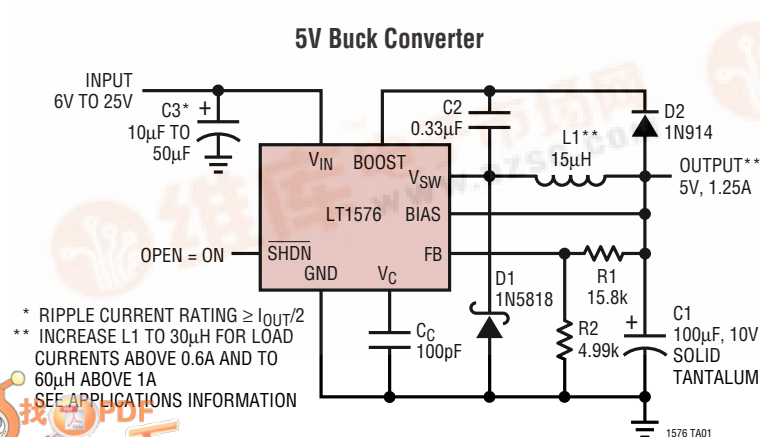 5V Buck Converter
INPUT
6V TO 25V
C3*
+
10µF TO
50µF
C2
0.33µF
D2
1N914
L1**
15µH
OUTPUT**
5V, 1.25A
VIN
BOOST
VSW
LT1576
BIAS
OPEN = ON
SHDN
FB
GND
VC
R1
15.8k
D1
1N5818
CC
100pF
R2
4.99k
+
C1
100µF, 10V
SOLID
TANTALUM
* RIPPLE CURRENT RATING ≥ IOUT/2
** INCREASE L1 TO 30µH FOR LOAD
CURRENTS ABOVE 0.6A AND TO
60µH ABOVE 1A
SEE APPLICATIONS INFORMATION
1576 TA01
找 PDF